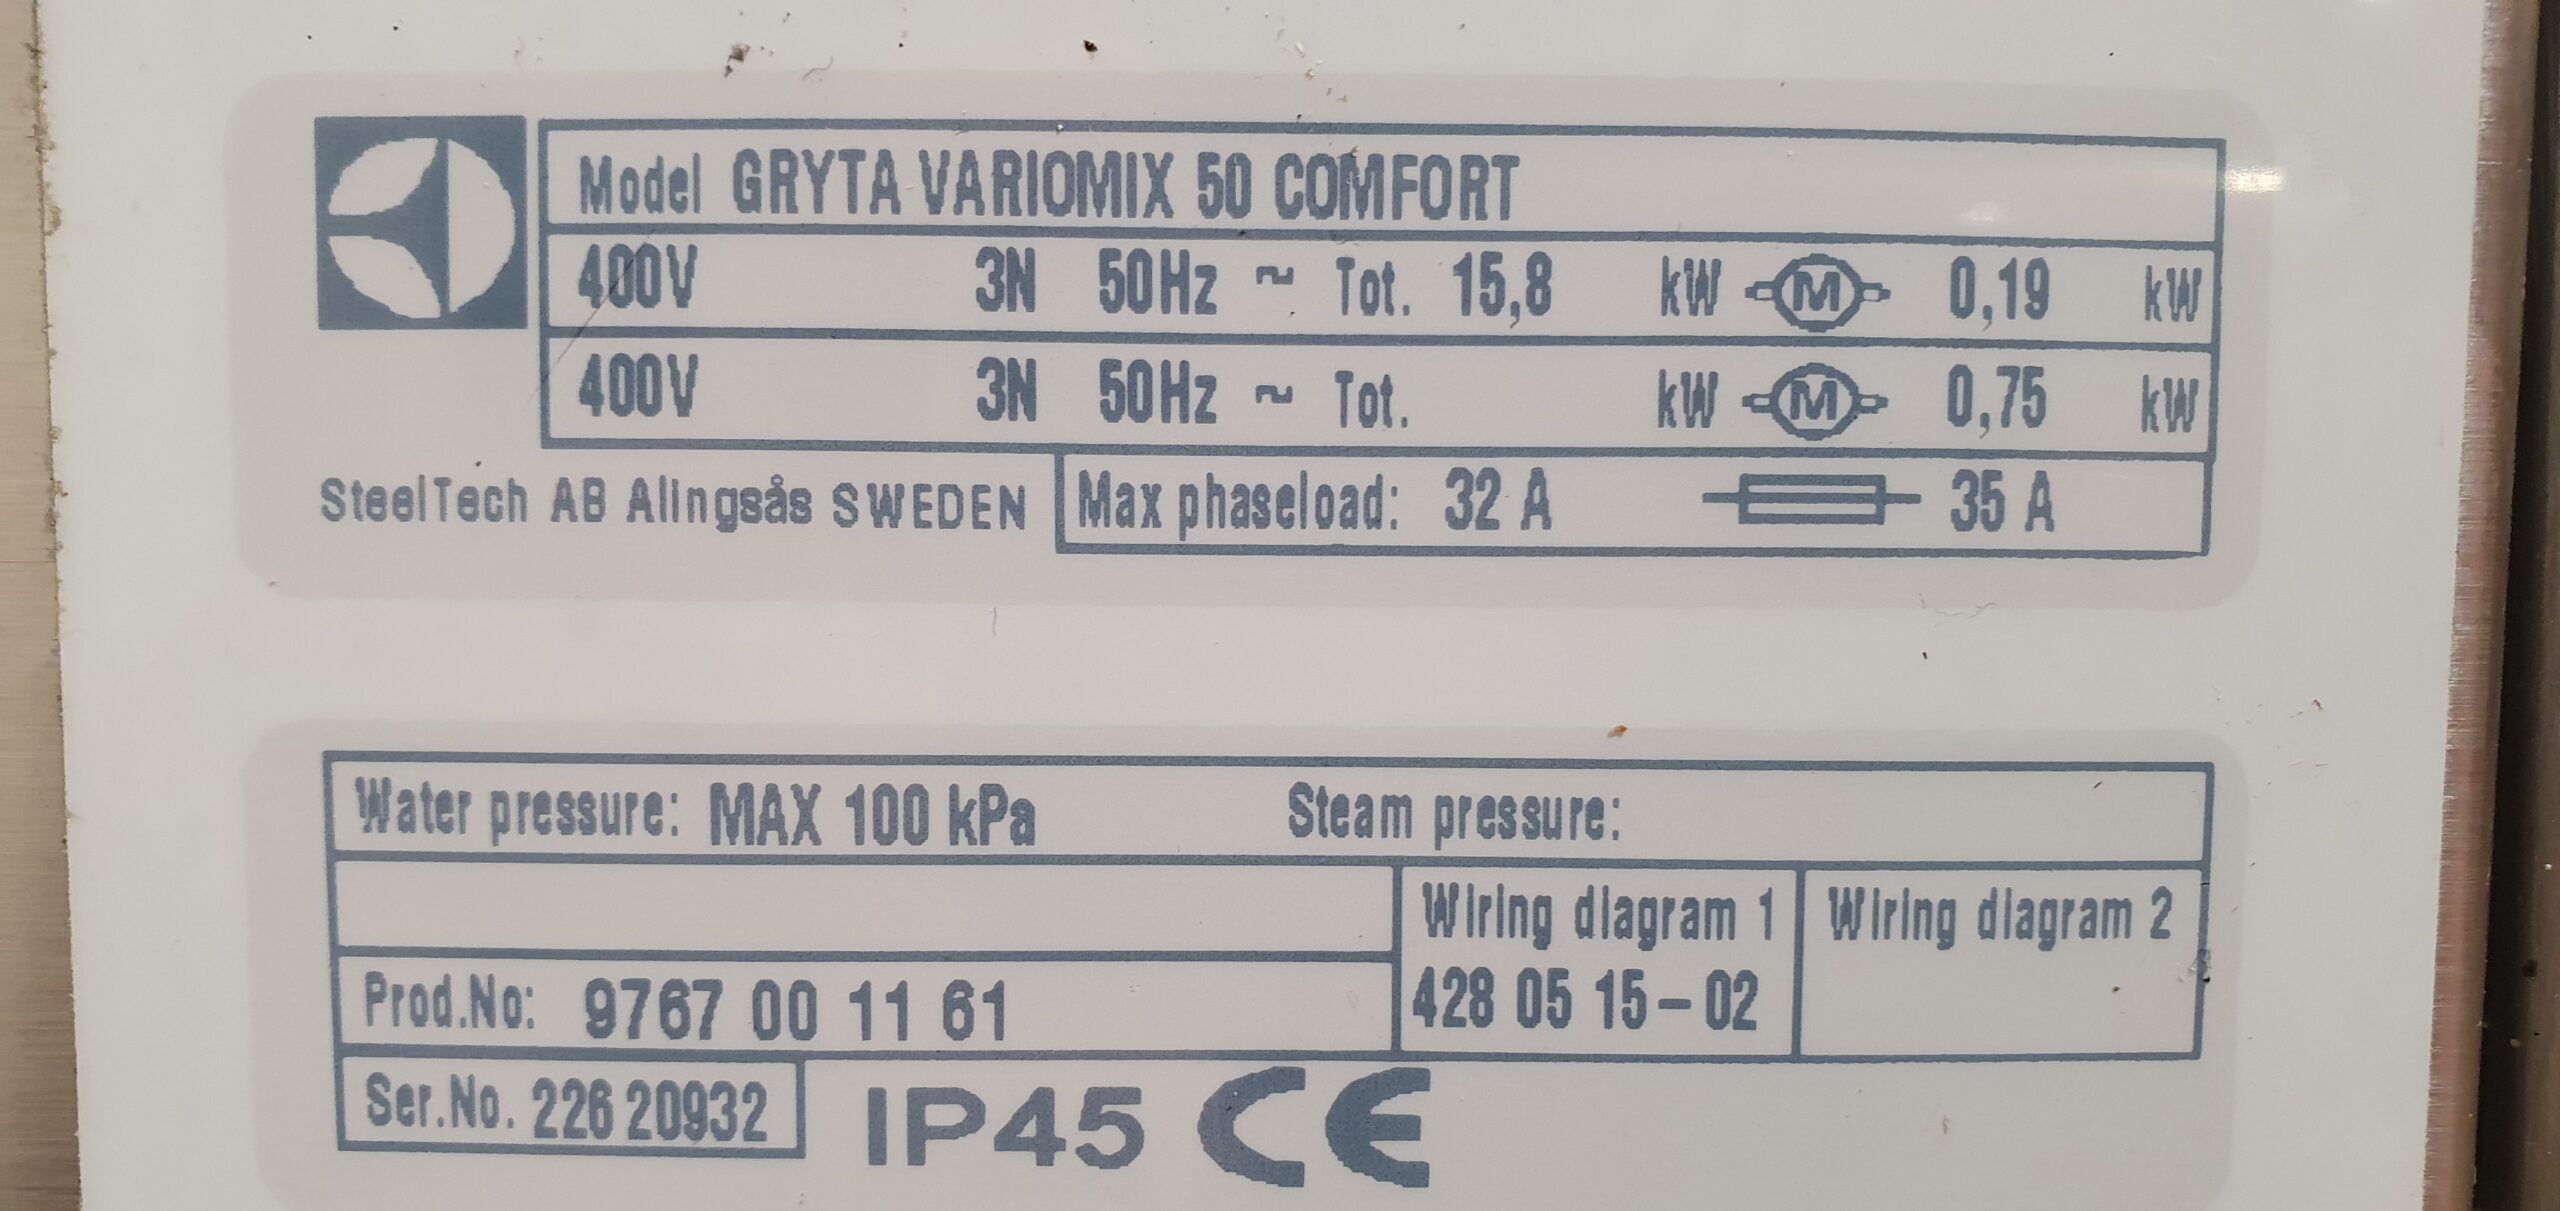 Model GRYTA VARIOMIX 50 COMFORT
400V 3N 50Hz ~ Tot. 15,8 kW M 0,19 kW
400V 3N 50Hz ~ Tot. kW M 0,75 kW
SteelTech AB Alingsås SWEDEN Max phaseload: 32 A 35 A
Water pressure: MAX 100 kPa Steam pressure:
Wiring diagram 1 Wiring diagram 2
Prod.No: 9767 00 11 61 428 05 15-02
Ser.No. 226 20932 IP45 CE